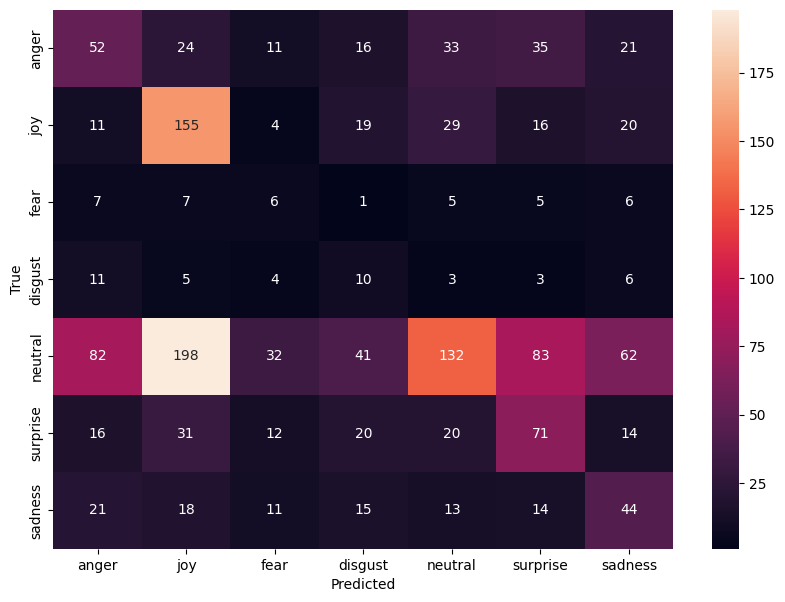 anger 52 24 11 16 33 35 21
joy 11 155 4 19 29 16 20
fear 7 7 6 1 5 5 6
disgust 11 5 4 10 3 3 6
neutral 82 198 32 41 132 83 62
surprise 16 31 12 20 20 71 14
sadness 21 18 11 15 13 14 44
True
anger joy fear disgust neutral surprise sadness
Predicted
175
150
125
100
75
50
25